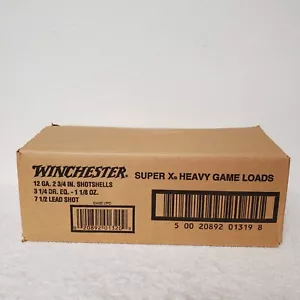 WINCHESTER® SUPER X® HEAVY GAME LOADS
12 GA. 2 3/4 IN. SHOTSHELLS
3 1/4 DR. EQ. - 1 1/8 OZ.
7 1/2 LEAD SHOT
5 00 20892 01319 8